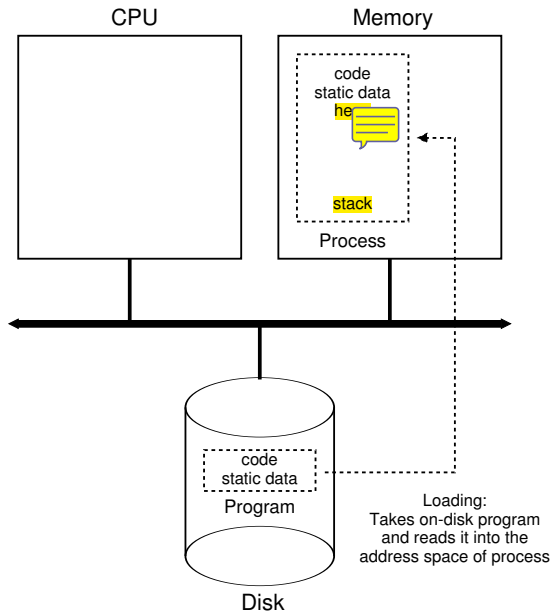 CPU
Memory
code
static data
he
stack
Process
code
static data
Program
Loading:
Takes on-disk program
and reads it into the
address space of process
Disk